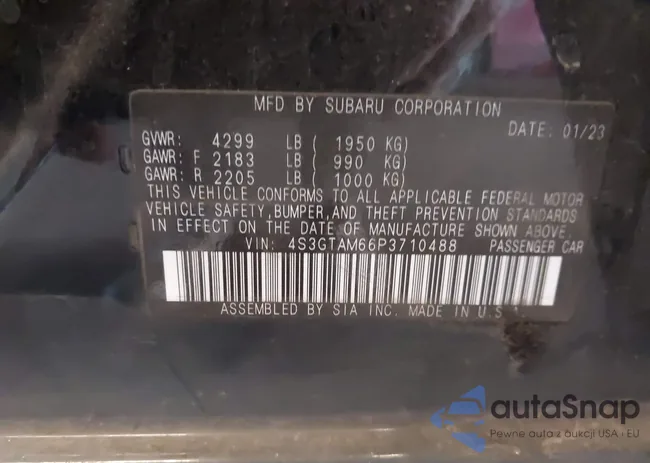 MFD BY SUBARU CORPORATION
DATE: 01/23
GVWR: 4299 LB ( 1950 KG)
GAWR: F 2183 LB ( 990 KG)
GAWR: R 2205 LB ( 1000 KG)
THIS VEHICLE CONFORMS TO ALL APPLICABLE FEDERAL MOTOR
VEHICLE SAFETY, BUMPER, AND THEFT PREVENTION STANDARDS
IN EFFECT ON THE DATE OF MANUFACTURE SHOWN ABOVE.
VIN: 4S3GTAM66P3710488 PASSENGER CAR
ASSEMBLED BY SIA INC. MADE IN U.S.A.
autoSnap
Pewne auta z aukcji USA i EU